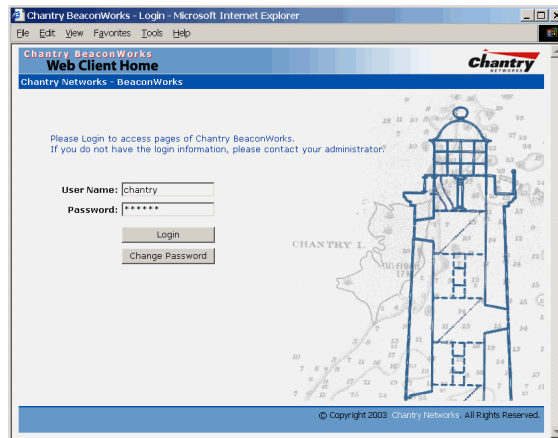 Chantry BeaconWorks - Login - Microsoft Internet Explorer
File Edit View Favorites Tools Help
Chantry BeaconWorks
Web Client Home
Chantry
NETWORKS
Chantry Networks - BeaconWorks
Please Login to access pages of Chantry BeaconWorks.
If you do not have the login information, please contact your administrator.
User Name: chantry
Password: ******
Login
Change Password
CHANTRY I.
© Copyright 2003 Chantry Networks. All Rights Reserved.